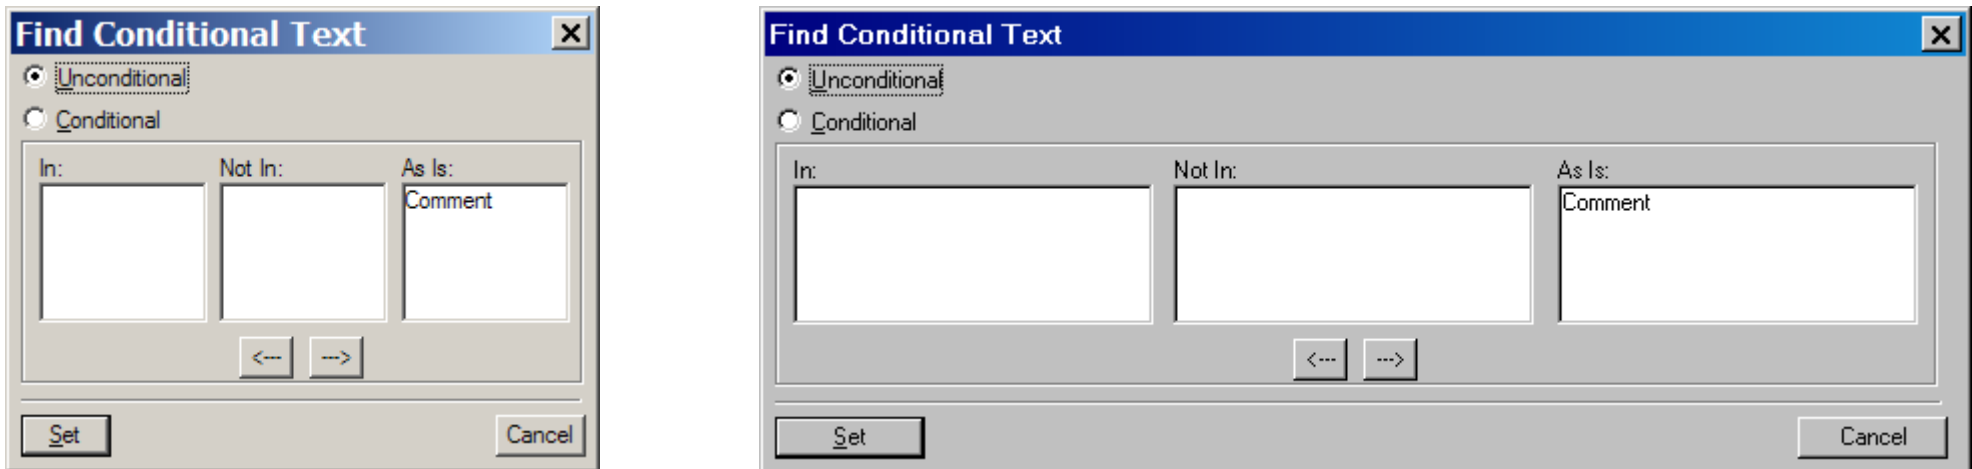 Find Conditional Text
Unconditional
Conditional
In: Not In: As Is:
Comment
<--- --->
Set Cancel
Find Conditional Text
Unconditional
Conditional
In: Not In: As Is:
Comment
<--- --->
Set Cancel